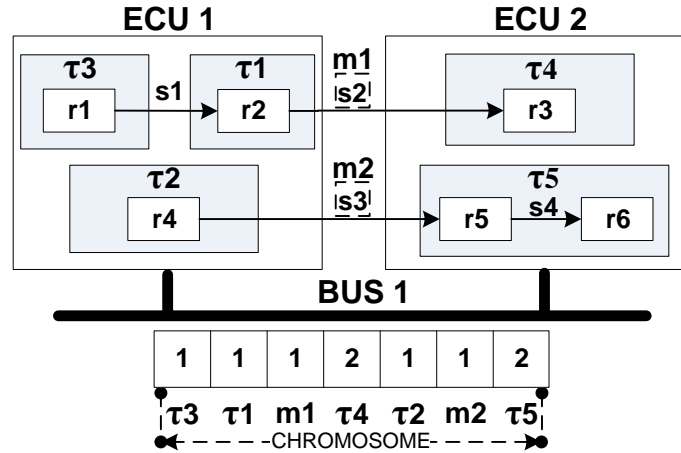 ECU 1 ECU 2
τ3 τ1 m1 τ4
r1 s1 r2 s2 r3
τ2 m2 τ5
r4 s3 r5 s4 r6
BUS 1
1 1 1 2 1 1 2
τ3 τ1 m1 τ4 τ2 m2 τ5
CHROMOSOME